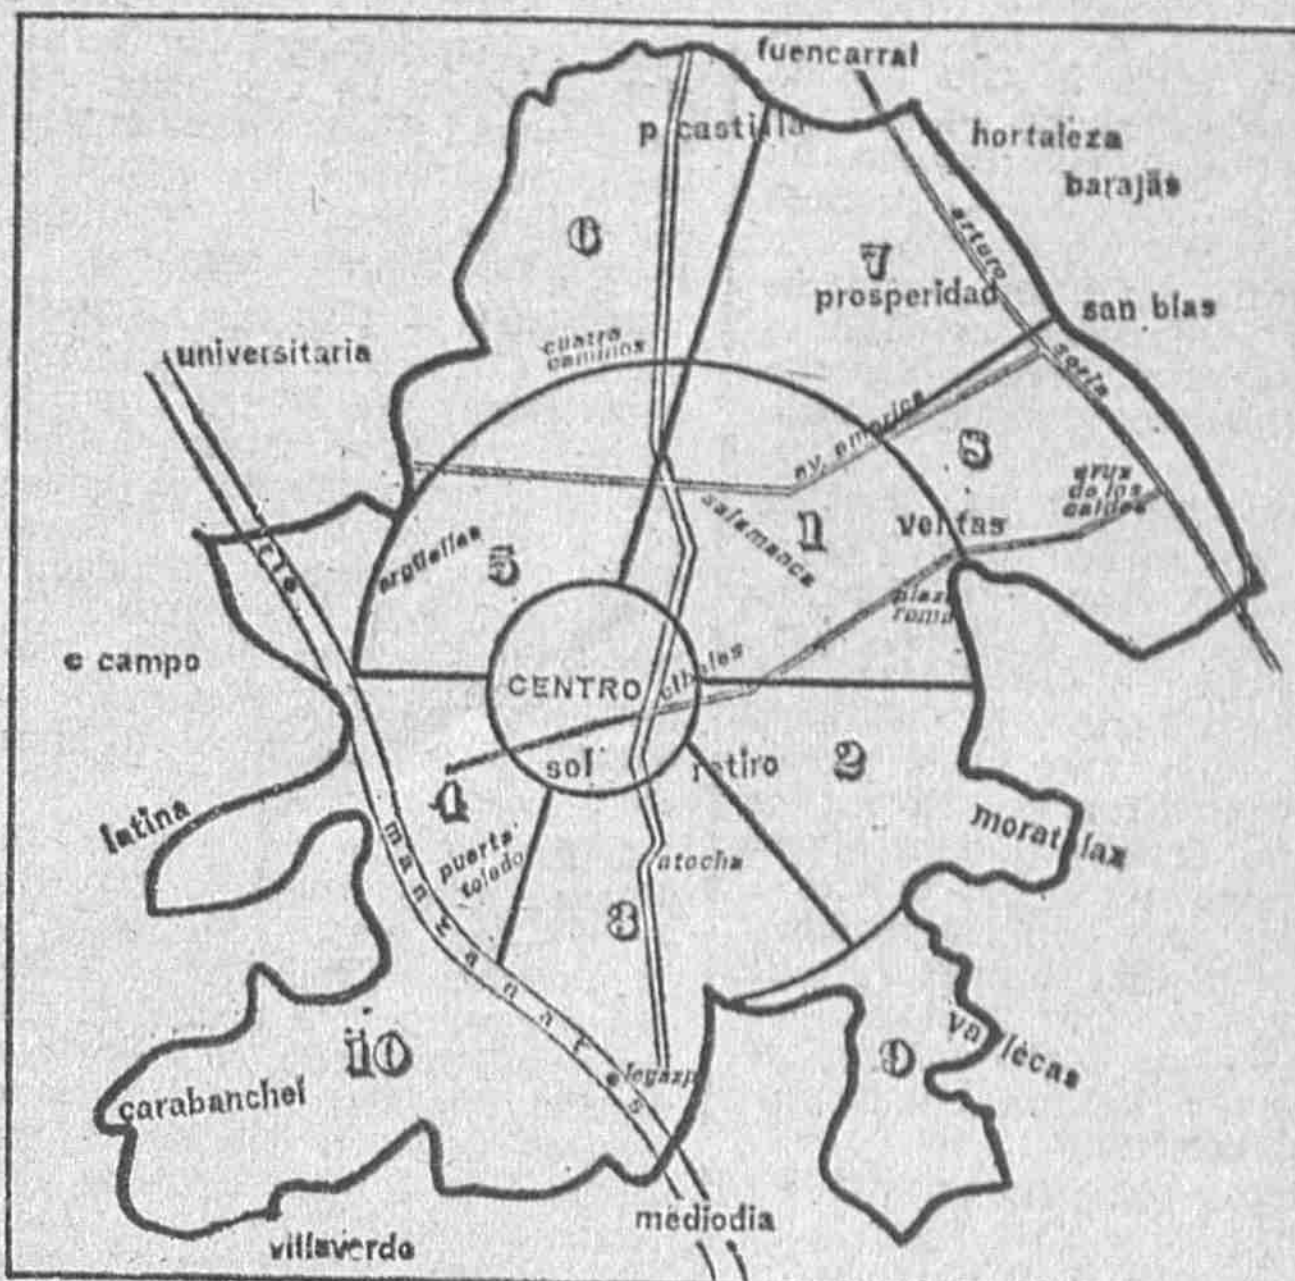 fuencarral
p castilla
hortaleza
barajas
6
7
arturo
prosperidad
san blas
universitaria
cuatro
caminos
soria
av. america
salamanca
1
ventas
cruz
de los
caidos
rio
argüelles
5
plaza
roma
e campo
CENTRO
cibeles
sol
retiro
2
4
latina
puerta
toledo
manzanares
atocha
moratalaz
3
vallecas
10
9
legazpi
carabanchel
mediodia
villaverde